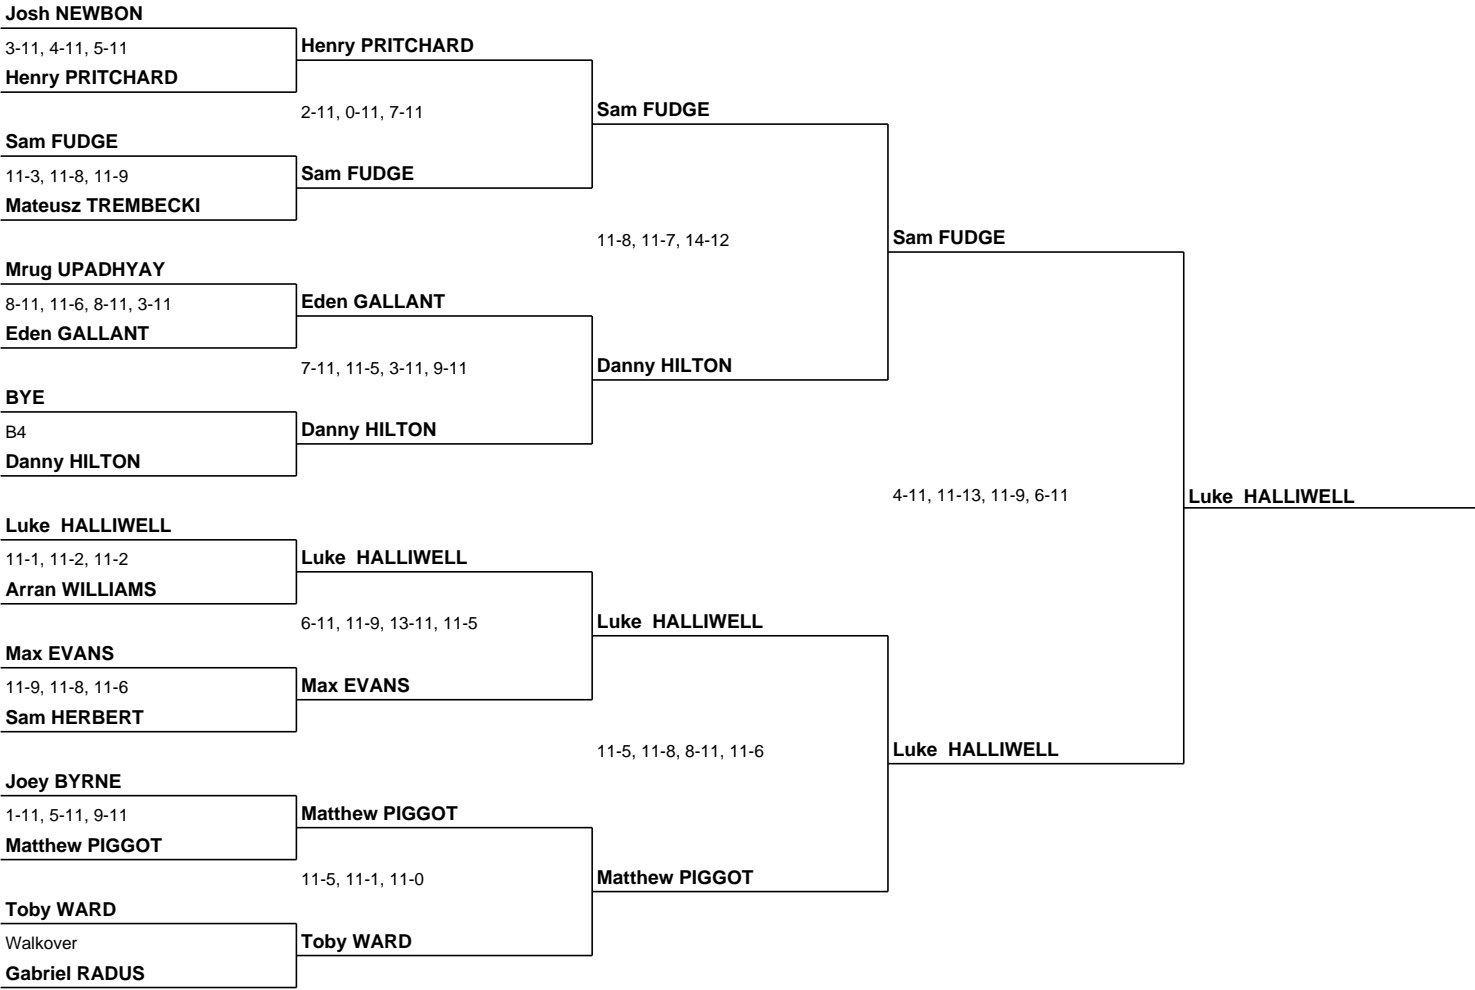 Josh NEWBON
3-11, 4-11, 5-11
Henry PRITCHARD
Sam FUDGE
11-3, 11-8, 11-9
Mateusz TREMBECKI
Mrug UPADHYAY
8-11, 11-6, 8-11, 3-11
Eden GALLANT
BYE
B4
Danny HILTON
Luke  HALLIWELL
11-1, 11-2, 11-2
Arran WILLIAMS
Max EVANS
11-9, 11-8, 11-6
Sam HERBERT
Joey BYRNE
1-11, 5-11, 9-11
Matthew PIGGOT
Toby WARD
Walkover
Gabriel RADUS
Henry PRITCHARD
2-11, 0-11, 7-11
Sam FUDGE
Eden GALLANT
7-11, 11-5, 3-11, 9-11
Danny HILTON
Luke  HALLIWELL
6-11, 11-9, 13-11, 11-5
Max EVANS
Matthew PIGGOT
11-5, 11-1, 11-0
Toby WARD
Sam FUDGE
11-8, 11-7, 14-12
Danny HILTON
Luke  HALLIWELL
11-5, 11-8, 8-11, 11-6
Matthew PIGGOT
Sam FUDGE
4-11, 11-13, 11-9, 6-11
Luke  HALLIWELL
Luke  HALLIWELL